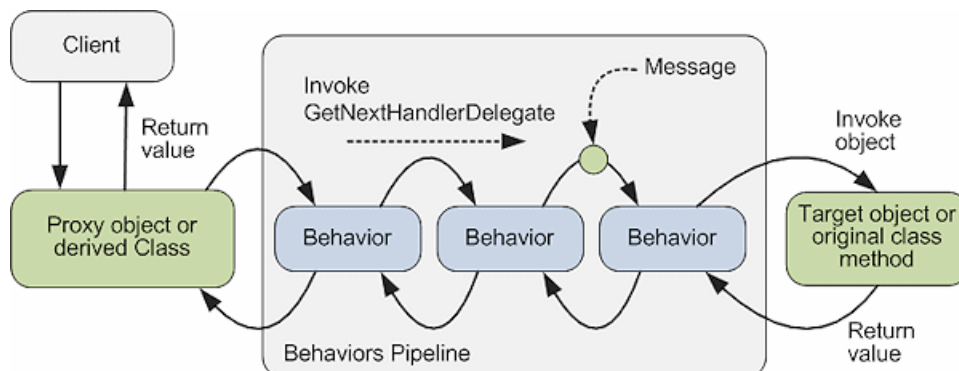 Client
Return
value
Proxy object or
derived Class
Invoke
GetNextHandlerDelegate
Message
Behavior
Behavior
Behavior
Behaviors Pipeline
Invoke
object
Target object or
original class
method
Return
value